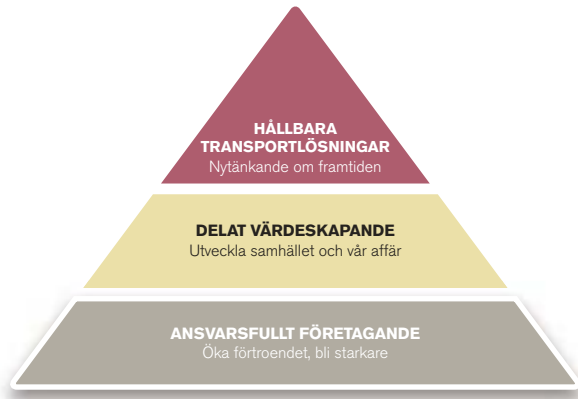 HÅLLBARA
TRANSPORTLÖSNINGAR
Nytänkande om framtiden
DELAT VÄRDESKAPANDE
Utveckla samhället och vår affär
ANSVARSFULLT FÖRETAGANDE
Öka förtroendet, bli starkare